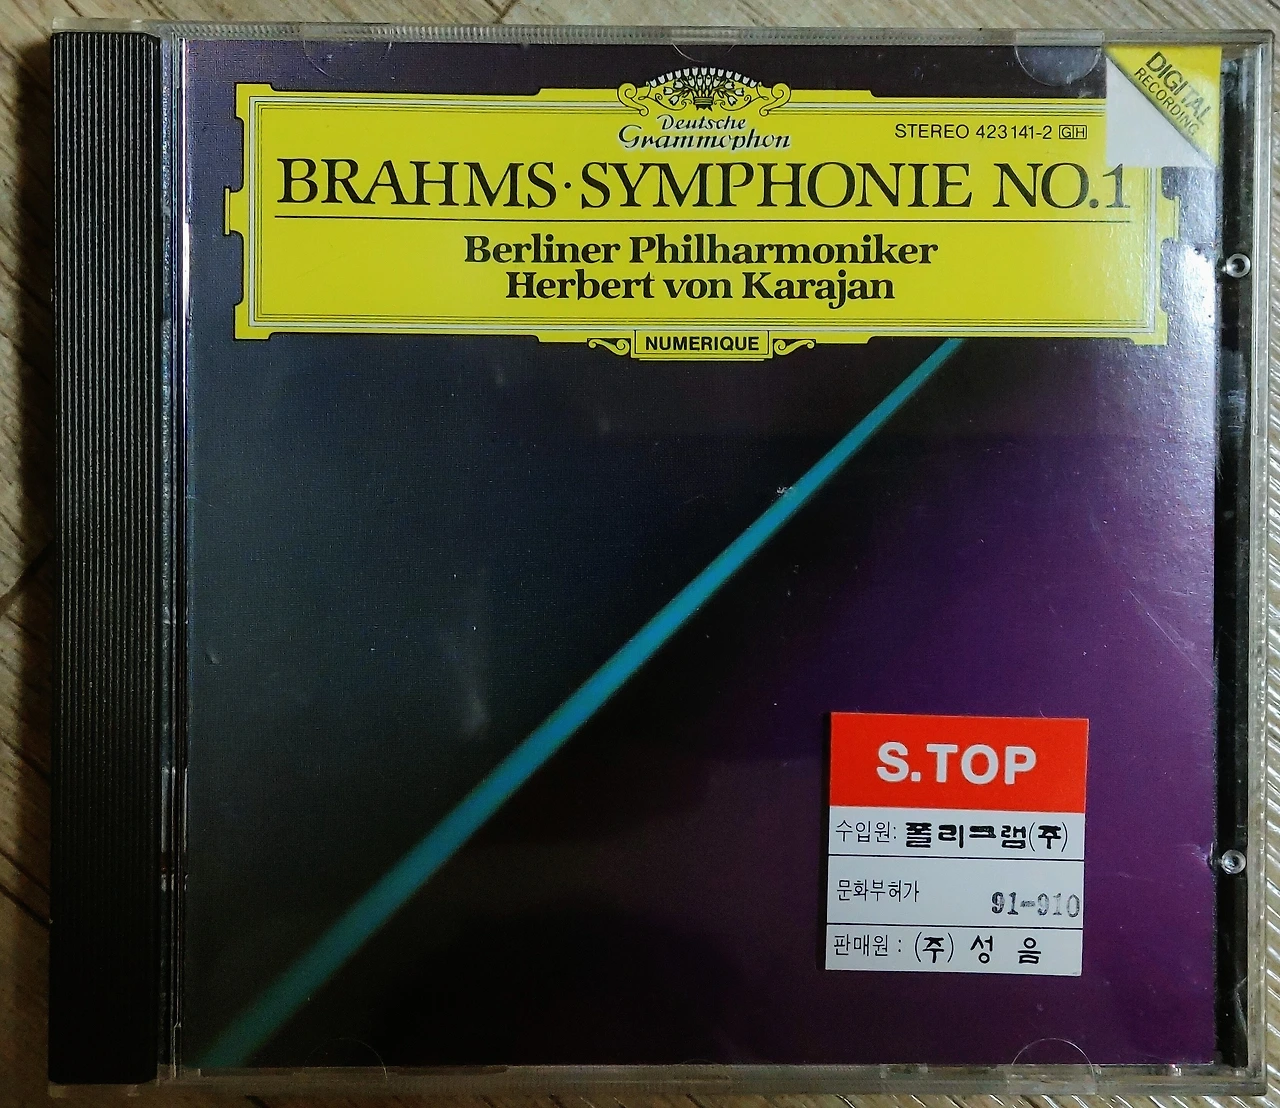 DIGITAL
RECORDING
Deutsche
Grammophon
STEREO 423 141-2 GH
BRAHMS·SYMPHONIE NO.1
Berliner Philharmoniker
Herbert von Karajan
NUMERIQUE
S.TOP
수입원: 폴리그램(주)
문화부허가 91-910
판매원 : (주) 성 음